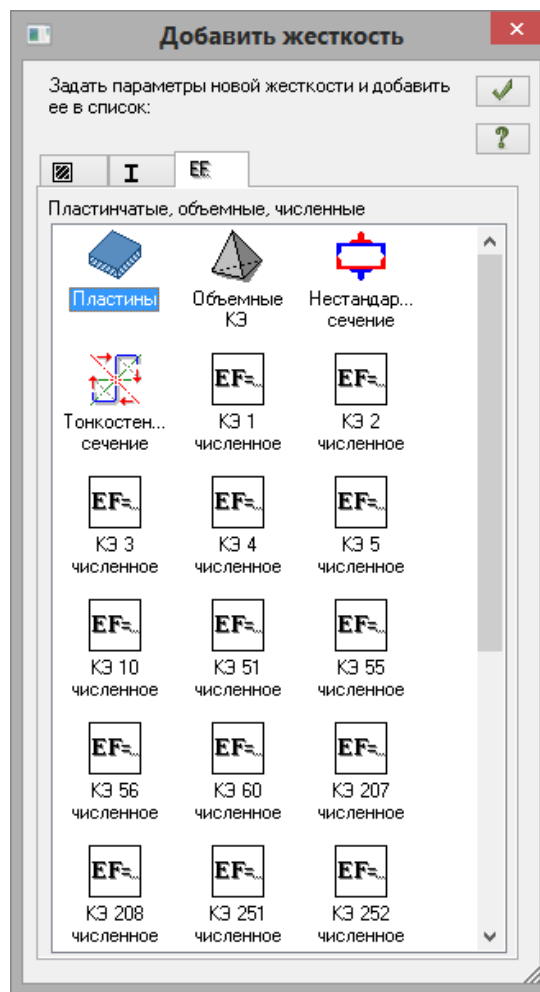 Добавить жесткость
Задать параметры новой жесткости и добавить
ее в список:
EE
Пластинчатые, объемные, численные
Пластины
Объемные
КЭ
Нестандар...
сечение
Тонкостен...
сечение
EF=...
КЭ 1
численное
EF=...
КЭ 2
численное
EF=...
КЭ 3
численное
EF=...
КЭ 4
численное
EF=...
КЭ 5
численное
EF=...
КЭ 10
численное
EF=...
КЭ 51
численное
EF=...
КЭ 55
численное
EF=...
КЭ 56
численное
EF=...
КЭ 60
численное
EF=...
КЭ 207
численное
EF=...
КЭ 208
численное
EF=...
КЭ 251
численное
EF=...
КЭ 252
численное